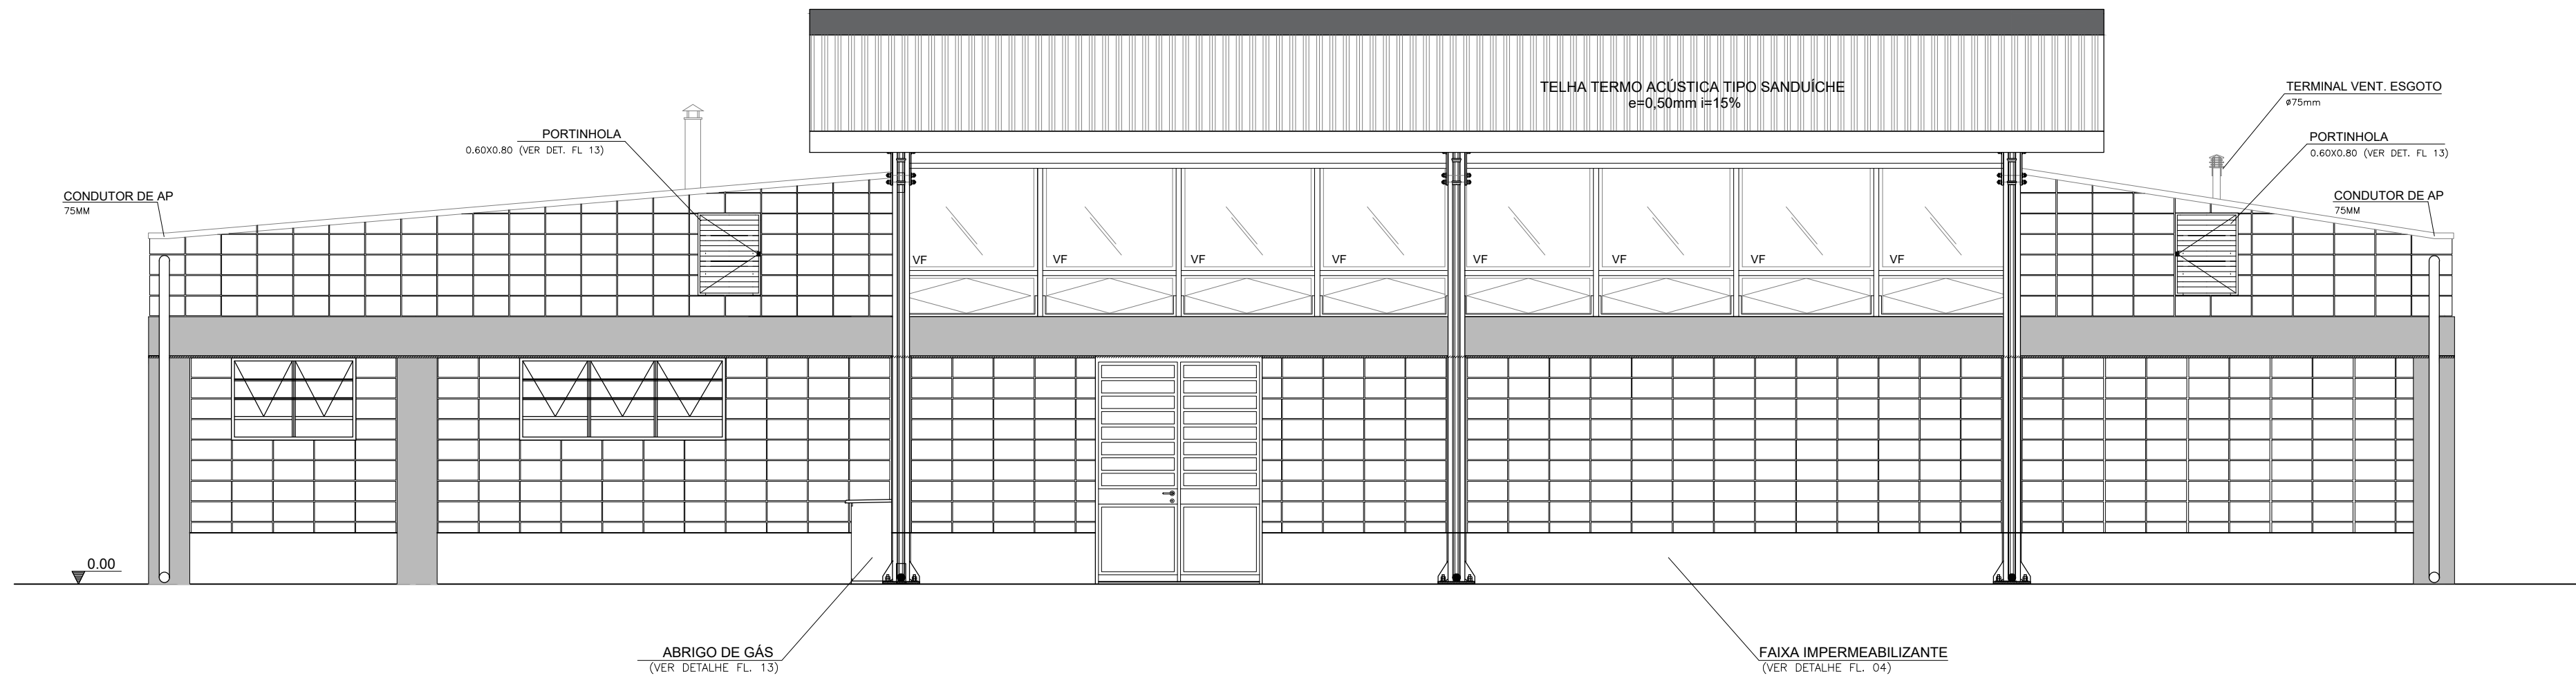 TELHA TERMO ACÚSTICA TIPO SANDUÍCHE
e=0,50mm i=15%
TERMINAL VENT. ESGOTO
ø75mm
PORTINHOLA
0.60X0.80 (VER DET. FL 13)
PORTINHOLA
0.60X0.80 (VER DET. FL 13)
CONDUTOR DE AP
75MM
CONDUTOR DE AP
75MM
VF
VF
VF
VF
VF
VF
VF
VF
0.00
ABRIGO DE GÁS
(VER DETALHE FL. 13)
FAIXA IMPERMEABILIZANTE
(VER DETALHE FL. 04)